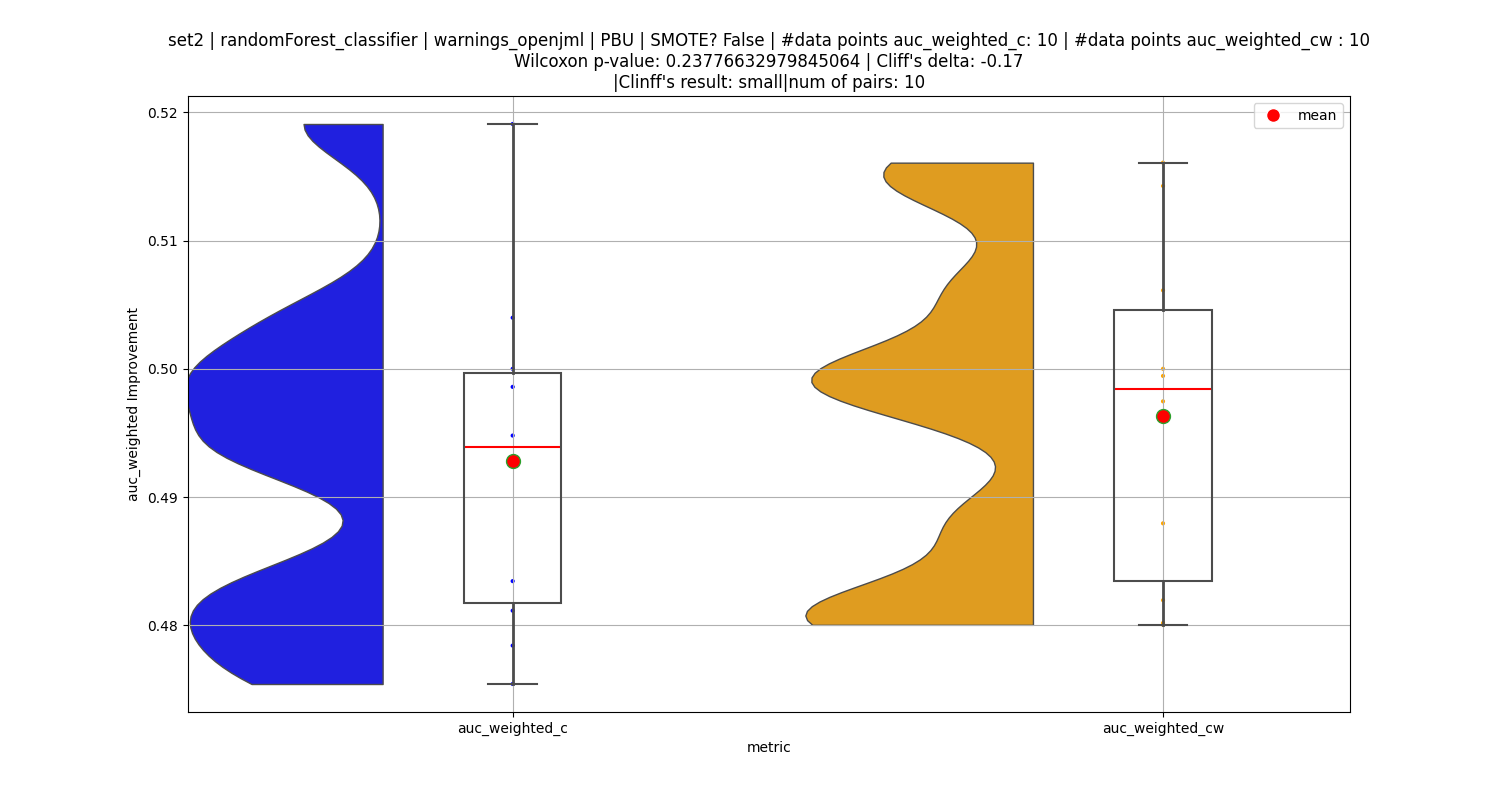 set2 | randomForest_classifier | warnings_openjml | PBU | SMOTE? False | #data points auc_weighted_c: 10 | #data points auc_weighted_cw : 10
Wilcoxon p-value: 0.23776632979845064 | Cliff's delta: -0.17
|Clinff's result: small|num of pairs: 10
mean
0.52
0.51
0.50
0.49
0.48
auc_weighted Improvement
auc_weighted_c
auc_weighted_cw
metric